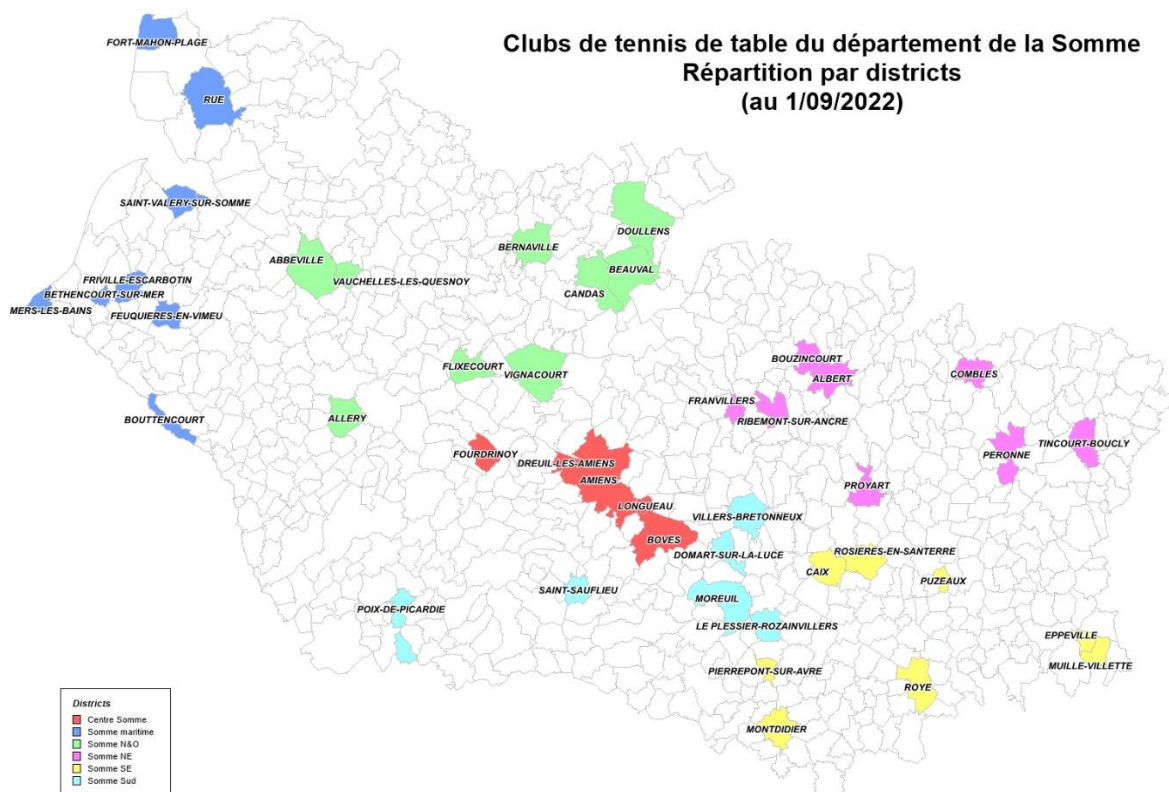 Clubs de tennis de table du département de la Somme
Répartition par districts
(au 1/09/2022)
FORT-MAHON-PLAGE
RUE
SAINT-VALERY-SUR-SOMME
DOULLENS
BERNAVILLE
ABBEVILLE
BEAUVAL
VAUCHELLES-LES-QUESNOY
FRIVILLE-ESCARBOTIN
BETHENCOURT-SUR-MER
CANDAS
MERS-LES-BAINS
FEUQUIERES-EN-VIMEU
BOUZINCOURT
FLIXECOURT
VIGNACOURT
ALBERT
COMBLES
FRANVILLERS
ALLERY
BOUTTENCOURT
RIBEMONT-SUR-ANCRE
TINCOURT-BOUCLY
FOURDRINOY
PERONNE
DREUIL-LES-AMIENS
AMIENS
PROYART
LONGUEAU
VILLERS-BRETONNEUX
BOVES
DOMART-SUR-LA-LUCE
ROSIERES-EN-SANTERRE
CAIX
PUZEAUX
SAINT-SAUFLIEU
MOREUIL
POIX-DE-PICARDIE
LE PLESSIER-ROZAINVILLERS
EPPEVILLE
MUILLE-VILLETTE
PIERREPONT-SUR-AVRE
ROYE
MONTDIDIER
Districts
Centre Somme
Somme maritime
Somme N&O
Somme NE
Somme SE
Somme Sud